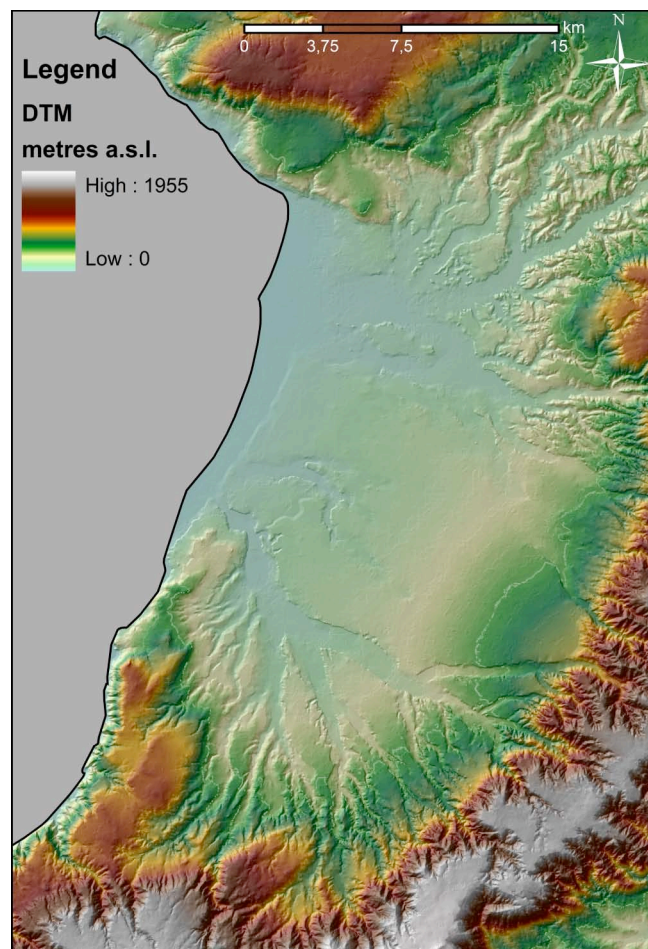 km
0 3,75 7,5 15
N
Legend
DTM
metres a.s.l.
High : 1955
Low : 0